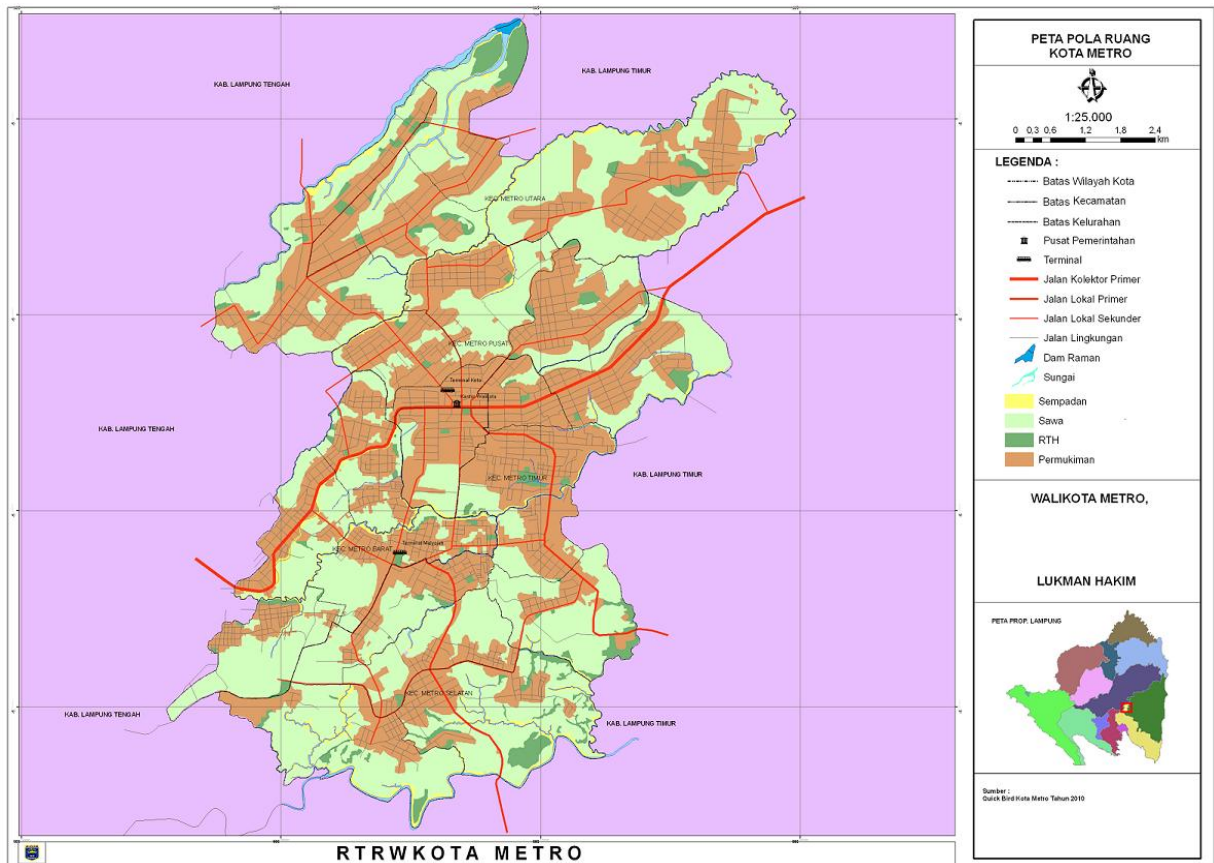 KAB. LAMPUNG TENGAH
KAB. LAMPUNG TIMUR
KEC. METRO UTARA
KEC. METRO PUSAT
Terminal Kota
KAB. LAMPUNG TENGAH
KAB. LAMPUNG TIMUR
KEC. METRO TIMUR
KEC. METRO BARAT
KEC. METRO SELATAN
KAB. LAMPUNG TENGAH
KAB. LAMPUNG TIMUR
RTRWKOTA METRO
PETA POLA RUANG
KOTA METRO
1:25.000
0 0.3 0.6 1.2 1.8 2.4
km
LEGENDA :
Batas Wilayah Kota
Batas Kecamatan
Batas Kelurahan
Pusat Pemerintahan
Terminal
Jalan Kolektor Primer
Jalan Lokal Primer
Jalan Lokal Sekunder
Jalan Lingkungan
Dam Raman
Sungai
Sempadan
Sawa
RTH
Permukiman
WALIKOTA METRO,
LUKMAN HAKIM
PETA PROP. LAMPUNG
Sumber :
Quick Bird Kota Metro Tahun 2010